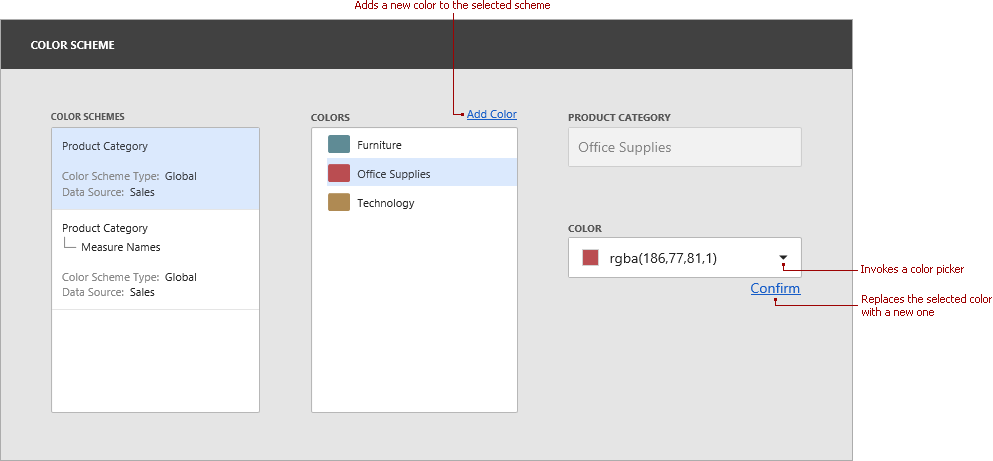 Adds a new color to the selected scheme
COLOR SCHEME
COLOR SCHEMES
Product Category
Color Scheme Type: Global
Data Source: Sales
Product Category
Measure Names
Color Scheme Type: Global
Data Source: Sales
COLORS
Add Color
Furniture
Office Supplies
Technology
PRODUCT CATEGORY
Office Supplies
COLOR
rgba(186,77,81,1)
Confirm
Invokes a color picker
Replaces the selected color
with a new one